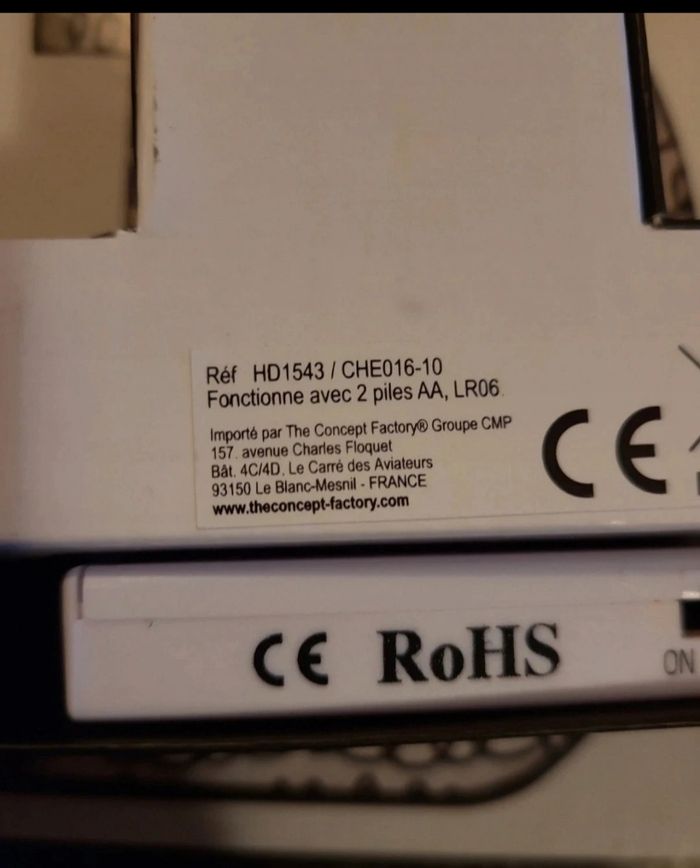 Réf HD1543 / CHE016-10
Fonctionne avec 2 piles AA, LR06
Importé par The Concept Factory® Groupe CMP
157, avenue Charles Floquet
Bât. 4C/4D, Le Carré des Aviateurs
93150 Le Blanc-Mesnil - FRANCE
www.theconcept-factory.com
CE
CE RoHS
ON